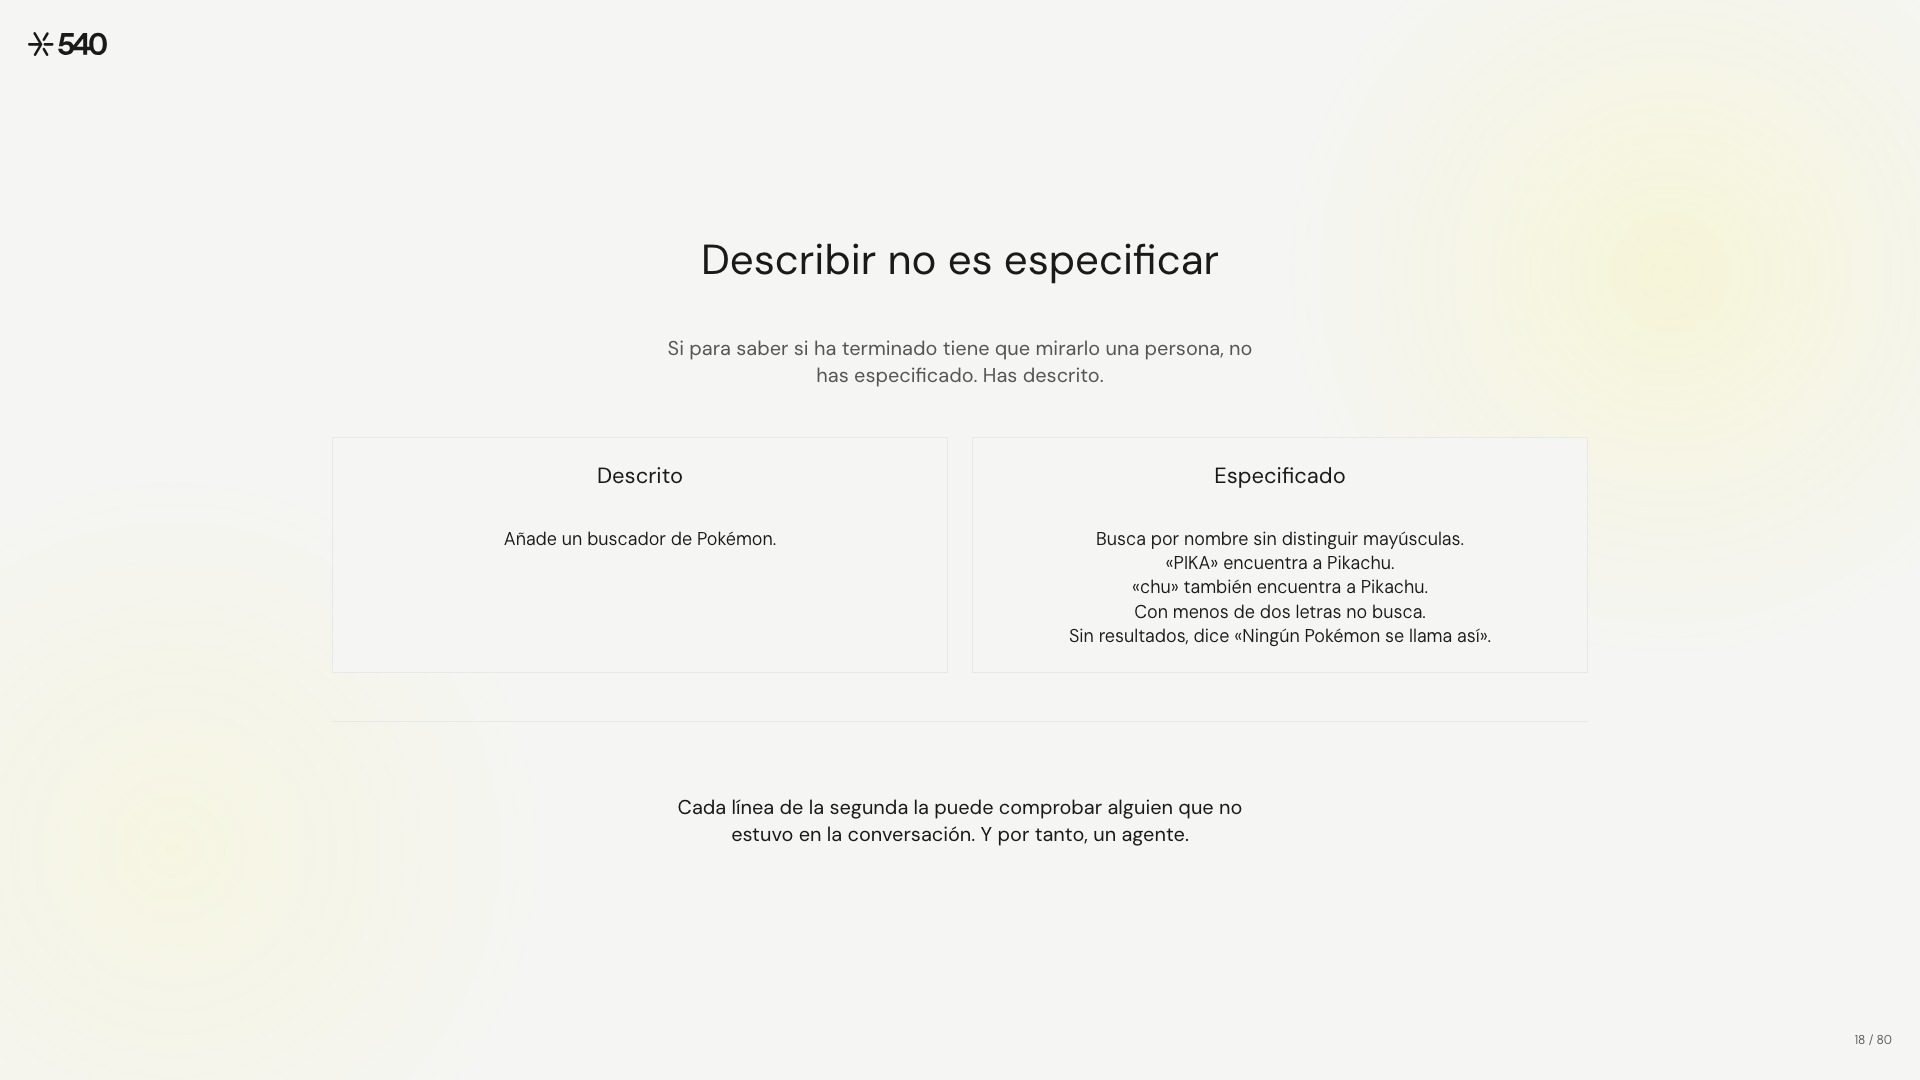 540
Describir no es especificar
Si para saber si ha terminado tiene que mirarlo una persona, no
has especificado. Has descrito.
Descrito
Añade un buscador de Pokémon.
Especificado
Busca por nombre sin distinguir mayúsculas.
«PIKA» encuentra a Pikachu.
«chu» también encuentra a Pikachu.
Con menos de dos letras no busca.
Sin resultados, dice «Ningún Pokémon se llama así».
Cada línea de la segunda la puede comprobar alguien que no
estuvo en la conversación. Y por tanto, un agente.
18 / 80